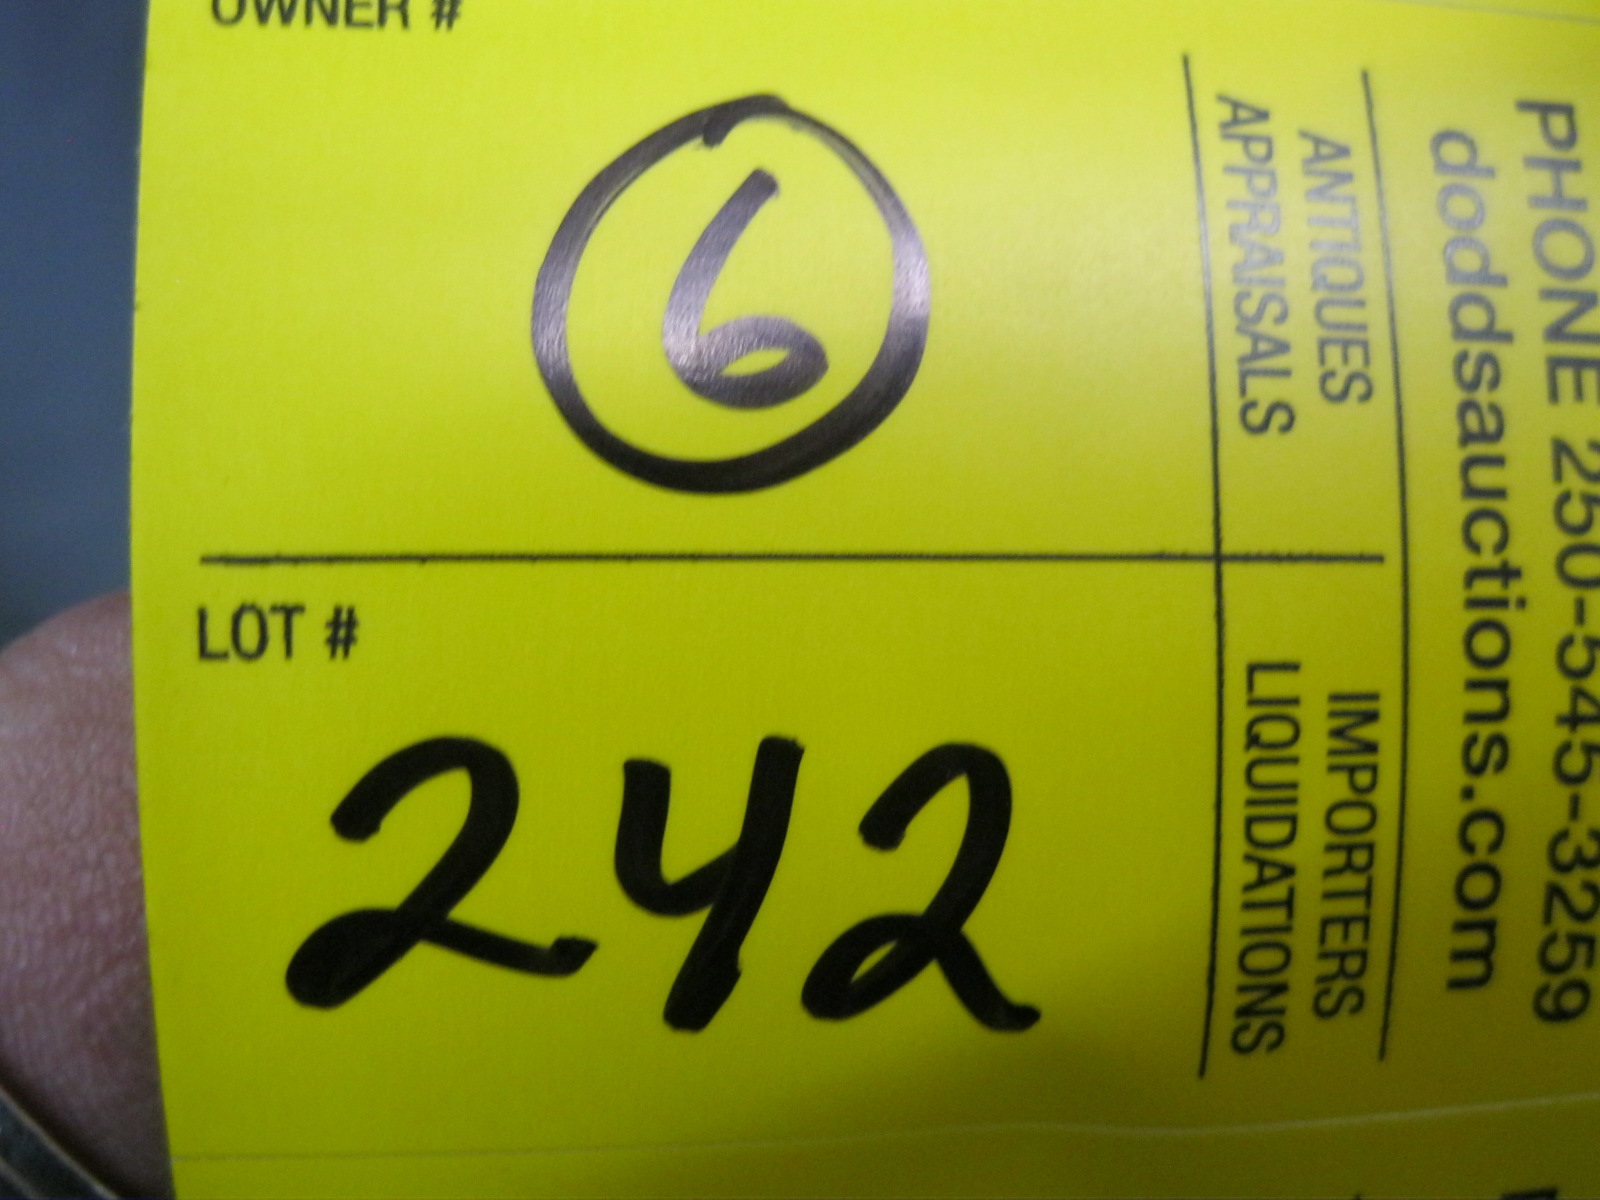 OWNER #
6
LOT #
242
PHONE 250-545-3259
doddsauctions.com
ANTIQUES
APPRAISALS
IMPORTERS
LIQUIDATIONS